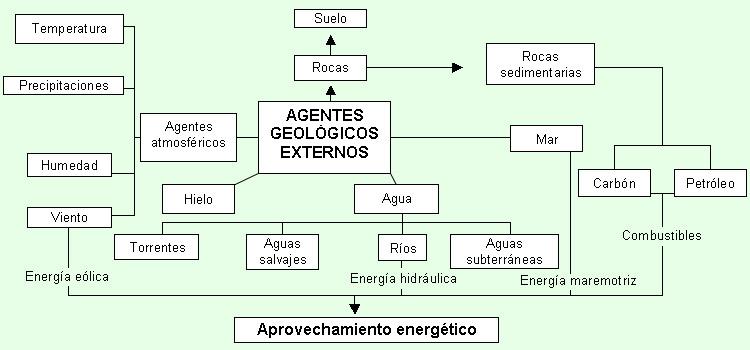 Suelo
Temperatura
Rocas
Rocas
sedimentarias
Precipitaciones
AGENTES
GEOLÒGICOS
EXTERNOS
Agentes
atmosféricos
Mar
Humedad
Hielo
Agua
Carbón
Petróleo
Viento
Torrentes
Aguas
salvajes
Ríos
Aguas
subterráneas
Combustibles
Energía eólica
Energía hidráulica
Energía maremotriz
Aprovechamiento energético